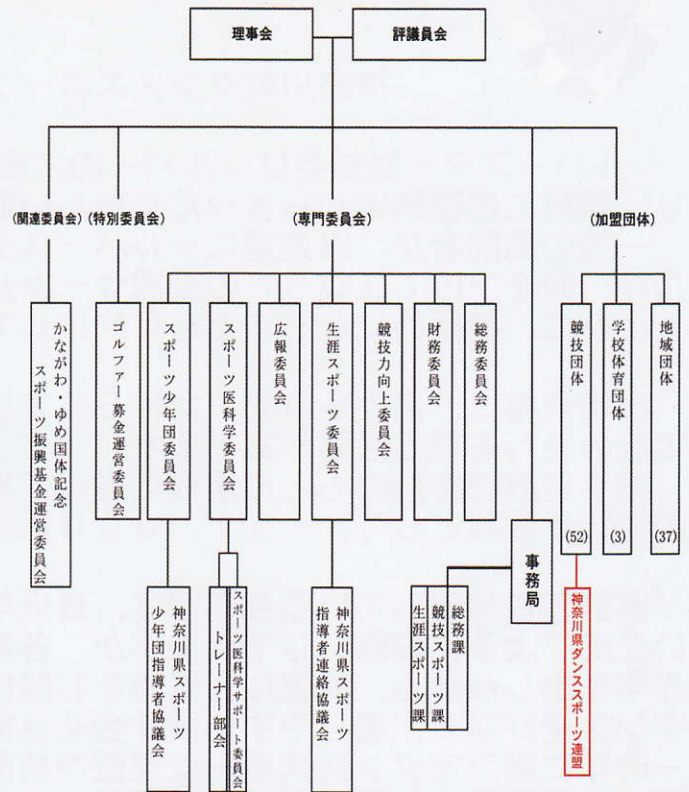 理事会
評議員会
(関連委員会)
(特別委員会)
(専門委員会)
(加盟団体)
かながわ・ゆめ国体記念
スポーツ振興基金運営委員会
ゴルファー募金運営委員会
スポーツ少年団委員会
スポーツ医科学委員会
広報委員会
生涯スポーツ委員会
競技力向上委員会
財務委員会
総務委員会
競技団体
(52)
学校体育団体
(3)
地域団体
(37)
事務局
神奈川県スポーツ
少年団指導者協議会
スポーツ医科学サポート委員会
トレーナー部会
神奈川県スポーツ
指導者連絡協議会
総務課
競技スポーツ課
生涯スポーツ課
神奈川県ダンススポーツ連盟